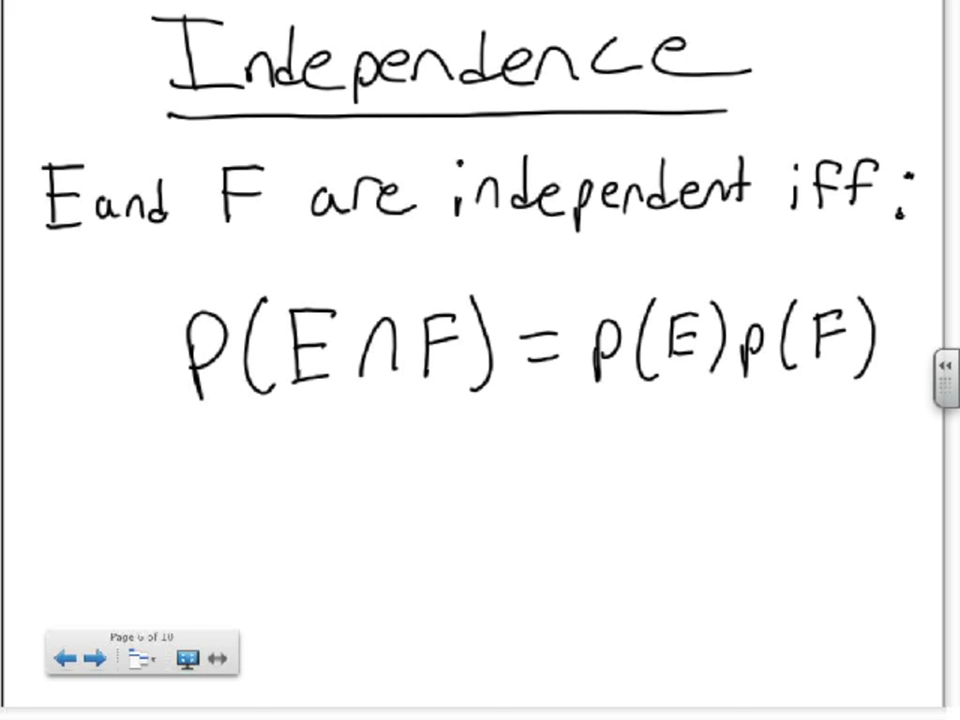 Independence
E and F are independent iff:
P(E∩F) = p(E)p(F)
Page 6 of 10